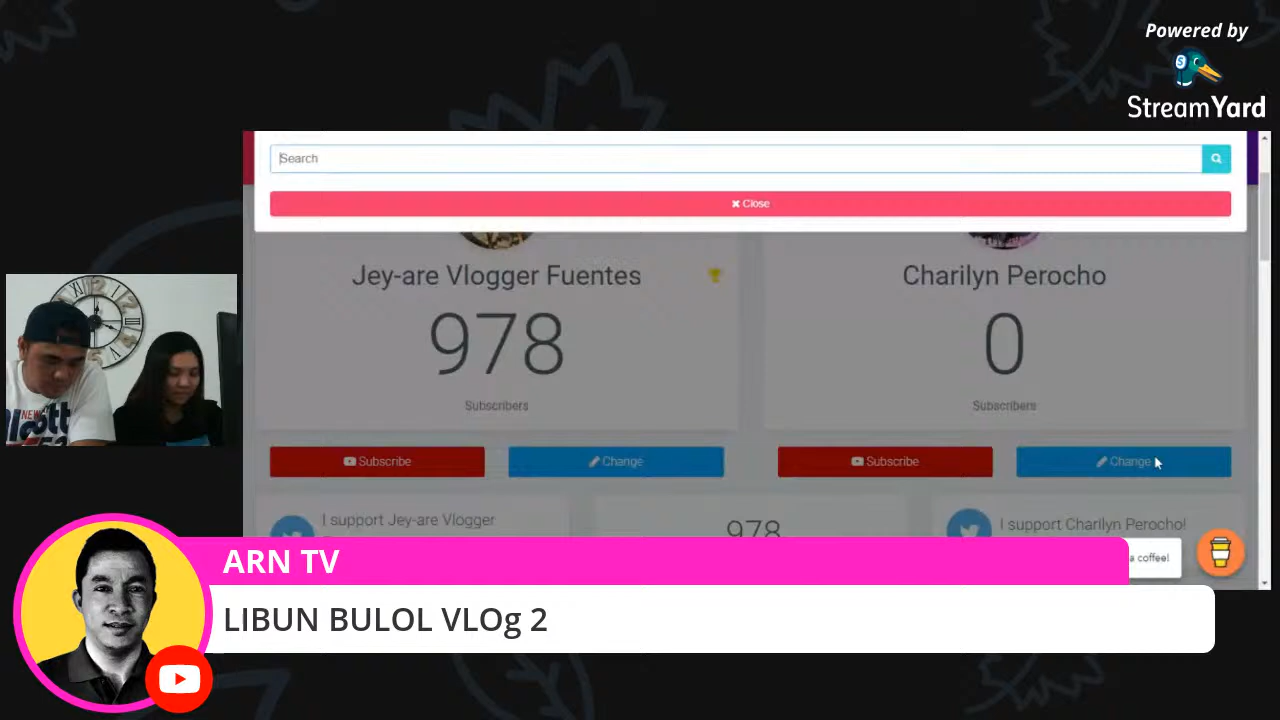 Powered by
StreamYard
Search
Close
Jey-are Vlogger Fuentes
978
Subscribers
Subscribe
Change
Charilyn Perocho
0
Subscribers
Subscribe
Change
I support Jey-are Vlogger
978
I support Charilyn Perocho!
a coffee!
ARN TV
LIBUN BULOL VLOg 2